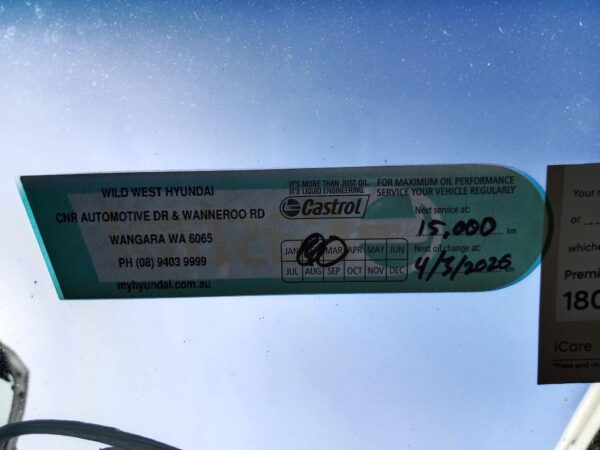 WILD WEST HYUNDAI
CNR AUTOMOTIVE DR & WANNEROO RD
WANGARA WA 6065
PH (08) 9403 9999
myhyundai.com.au
IT'S MORE THAN JUST OIL.
IT'S LIQUID ENGINEERING.
Castrol
FOR MAXIMUM OIL PERFORMANCE
SERVICE YOUR VEHICLE REGULARLY
Next service at:
15,000 km
JAN MAR APR MAY JUN
JUL AUG SEP OCT NOV DEC
Next oil change at:
4/3/2026 km
Your
or
whiche
Premi
180
iCare